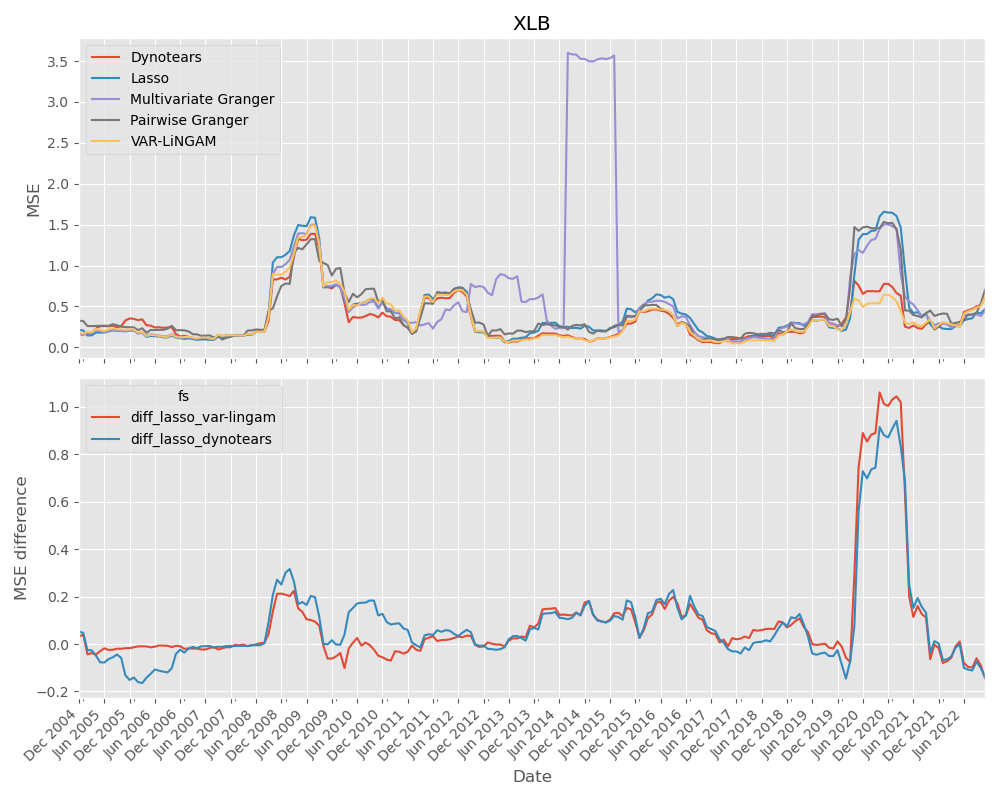 XLB
Dynotears
Lasso
Multivariate Granger
Pairwise Granger
VAR-LiNGAM
3.5
3.0
2.5
2.0
1.5
1.0
0.5
0.0
MSE
fs
diff_lasso_var-lingam
diff_lasso_dynotears
1.0
0.8
0.6
0.4
0.2
0.0
−0.2
MSE difference
Dec 2004
Jun 2005
Dec 2005
Jun 2006
Dec 2006
Jun 2007
Dec 2007
Jun 2008
Dec 2008
Jun 2009
Dec 2009
Jun 2010
Dec 2010
Jun 2011
Dec 2011
Jun 2012
Dec 2012
Jun 2013
Dec 2013
Jun 2014
Dec 2014
Jun 2015
Dec 2015
Jun 2016
Dec 2016
Jun 2017
Dec 2017
Jun 2018
Dec 2018
Jun 2019
Dec 2019
Jun 2020
Dec 2020
Jun 2021
Dec 2021
Jun 2022
Date